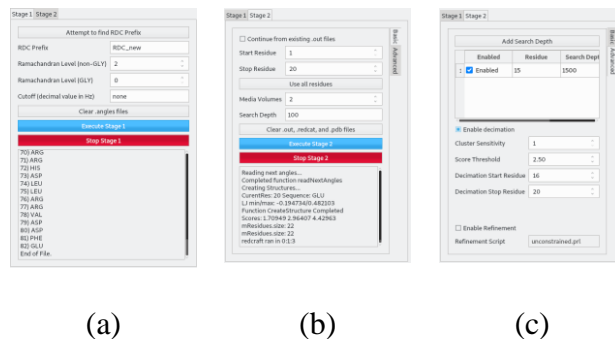 Stage 1 Stage 2
Attempt to find RDC Prefix
RDC Prefix RDC_new
Ramachandran Level (non-GLY) 2
Ramachandran Level (GLY) 0
Cutoff (decimal value in Hz) none
Clear .angles files
Execute Stage 1
Stop Stage 1
70) ARG
71) ARG
72) HIS
73) ASP
74) LEU
75) LEU
76) ARG
77) ARG
78) VAL
79) ASP
80) ASP
81) PHE
82) GLU
End of File.
(a)
Stage 1 Stage 2
Basic
Advanced
Continue from existing .out files
Start Residue 1
Stop Residue 20
Use all residues
Media Volumes 2
Search Depth 100
Clear .out, .redcat, and .pdb files
Execute Stage 2
Stop Stage 2
Reading next angles...
Completed function readNextAngles
Creating Structures...
CurentRes: 20 Sequence: GLU
LJ min/max: -0.194734/0.482103
Function CreateStructure Completed
Scores: 1.70949 2.96407 4.42963
mResidues.size: 22
mResidues.size: 22
redcraft ran in 0:1:3
(b)
Stage 1 Stage 2
Basic
Advanced
Add Search Depth
Enabled Residue Search Dept
1 Enabled 15 1500
Enable decimation
Cluster Sensitivity 1
Score Threshold 2.50
Decimation Start Residue 16
Decimation Stop Residue 20
Enable Refinement
Refinement Script unconstrained.prl
(c)